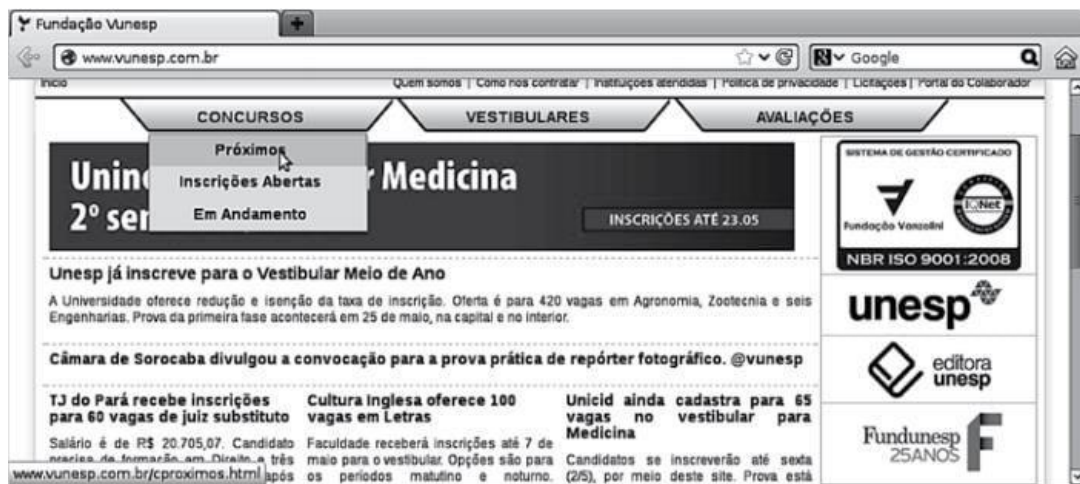 Fundação Vunesp
www.vunesp.com.br
Google
Início Quem somos | Como nos contratar | Instituições atendidas | Política de privacidade | Licitações | Portal do Colaborador
CONCURSOS VESTIBULARES AVALIAÇÕES
Próximos
Inscrições Abertas
Em Andamento
Medicina
INSCRIÇÕES ATÉ 23.05
SISTEMA DE GESTÃO CERTIFICADO
IQNet
Fundação Vanzolini
NBR ISO 9001:2008
Unesp já inscreve para o Vestibular Meio de Ano
A Universidade oferece redução e isenção da taxa de inscrição. Oferta é para 420 vagas em Agronomia, Zootecnia e seis
Engenharias. Prova da primeira fase acontecerá em 25 de maio, na capital e no interior.
unesp
Câmara de Sorocaba divulgou a convocação para a prova prática de repórter fotográfico. @vunesp
editora
unesp
TJ do Pará recebe inscrições
para 60 vagas de juiz substituto
Salário é de R$ 20.705,07. Candidato
precisa de formação em Direito e três
após
Cultura Inglesa oferece 100
vagas em Letras
Faculdade receberá inscrições até 7 de
maio para o vestibular. Opções são para
os períodos matutino e noturno.
Unicid ainda cadastra para 65
vagas no vestibular para
Medicina
Candidatos se inscreverão até sexta
(2/5), por meio deste site. Prova está
Fundunesp
25ANOS
www.vunesp.com.br/cproximos.html